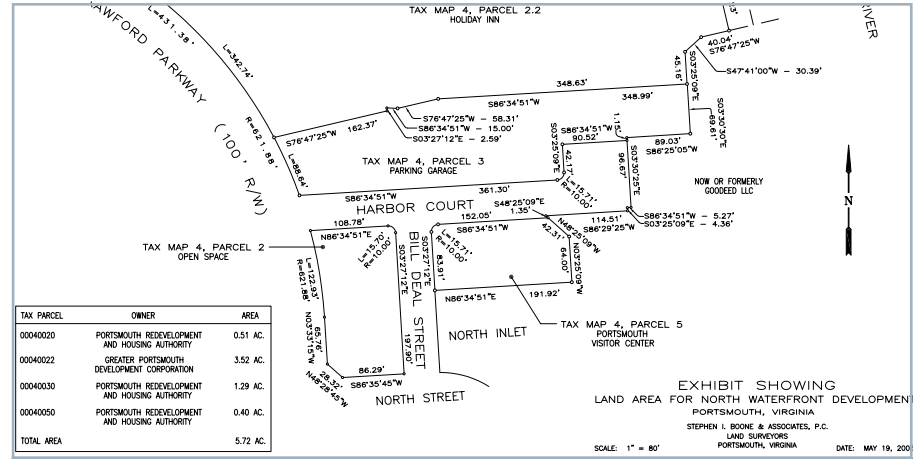 TAX MAP 4, PARCEL 2.2
HOLIDAY INN
RIVER
L=431.38'
L=342.74'
PARKWAY
(100' R/W)
R=621.88'
L=88.64'
40.04'
S76°47'25"W
S47°41'00"W - 30.39'
45.16'
S03°25'09"E
348.63'
S86°34'51"W
348.99'
S03°30'30"E
69.61'
S76°47'25"W - 58.31'
S86°34'51"W - 15.00'
S03°27'12"E - 2.59'
S76°47'25"W
162.37'
S86°34'51"W
90.52'
1.15'
89.03'
S86°25'05"W
S03°25'09"E
42.17'
96.67'
S03°30'25"E
TAX MAP 4, PARCEL 3
PARKING GARAGE
L=15.71'
R=10.00'
NOW OR FORMERLY
GOODEED LLC
361.30'
S86°34'51"W
HARBOR COURT
S48°25'09"E
1.35'
152.05'
S86°34'51"W
114.51'
S86°29'25"W
S86°34'51"W - 5.27'
S03°25'09"E - 4.36'
N
108.78'
N86°34'51"E
L=15.70'
R=10.00'
L=15.71'
R=10.00'
N48°25'09"W
42.31'
TAX MAP 4, PARCEL 2
OPEN SPACE
L=122.93'
R=621.88'
S03°27'12"E
197.90'
BILL DEAL STREET
S03°27'12"E
83.91'
64.00'
N03°25'09"W
N86°34'51"E
191.92'
N03°33'15"W
65.76'
28.32'
N48°28'45"W
86.29'
S86°35'45"W
NORTH STREET
NORTH INLET
TAX MAP 4, PARCEL 5
PORTSMOUTH
VISITOR CENTER
TAX PARCEL OWNER AREA
00040020 PORTSMOUTH REDEVELOPMENT AND HOUSING AUTHORITY 0.51 AC.
00040022 GREATER PORTSMOUTH DEVELOPMENT CORPORATION 3.52 AC.
00040030 PORTSMOUTH REDEVELOPMENT AND HOUSING AUTHORITY 1.29 AC.
00040050 PORTSMOUTH REDEVELOPMENT AND HOUSING AUTHORITY 0.40 AC.
TOTAL AREA 5.72 AC.
EXHIBIT SHOWING
LAND AREA FOR NORTH WATERFRONT DEVELOPMENT
PORTSMOUTH, VIRGINIA
STEPHEN I. BOONE & ASSOCIATES, P.C.
LAND SURVEYORS
PORTSMOUTH, VIRGINIA
SCALE: 1" = 80'
DATE: MAY 19,